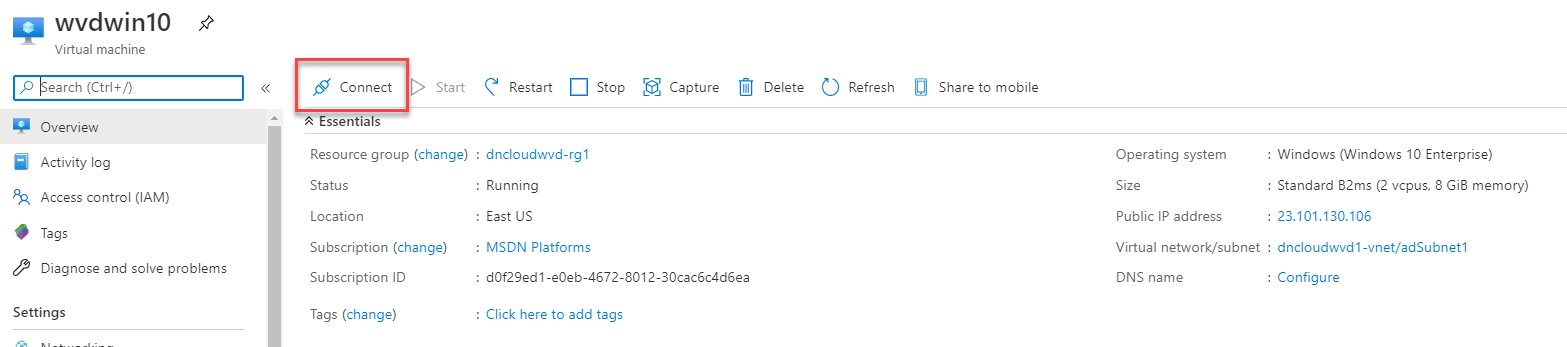 wvdwin10
Virtual machine
Search (Ctrl+/)
«
Connect Start Restart Stop Capture Delete Refresh Share to mobile
Overview
Activity log
Access control (IAM)
Tags
Diagnose and solve problems
Settings
Networking
Essentials
Resource group (change) : dncloudwvd-rg1
Status : Running
Location : East US
Subscription (change) : MSDN Platforms
Subscription ID : d0f29ed1-e0eb-4672-8012-30cac6c4d6ea
Tags (change) : Click here to add tags
Operating system : Windows (Windows 10 Enterprise)
Size : Standard B2ms (2 vcpus, 8 GiB memory)
Public IP address : 23.101.130.106
Virtual network/subnet : dncloudwvd1-vnet/adSubnet1
DNS name : Configure